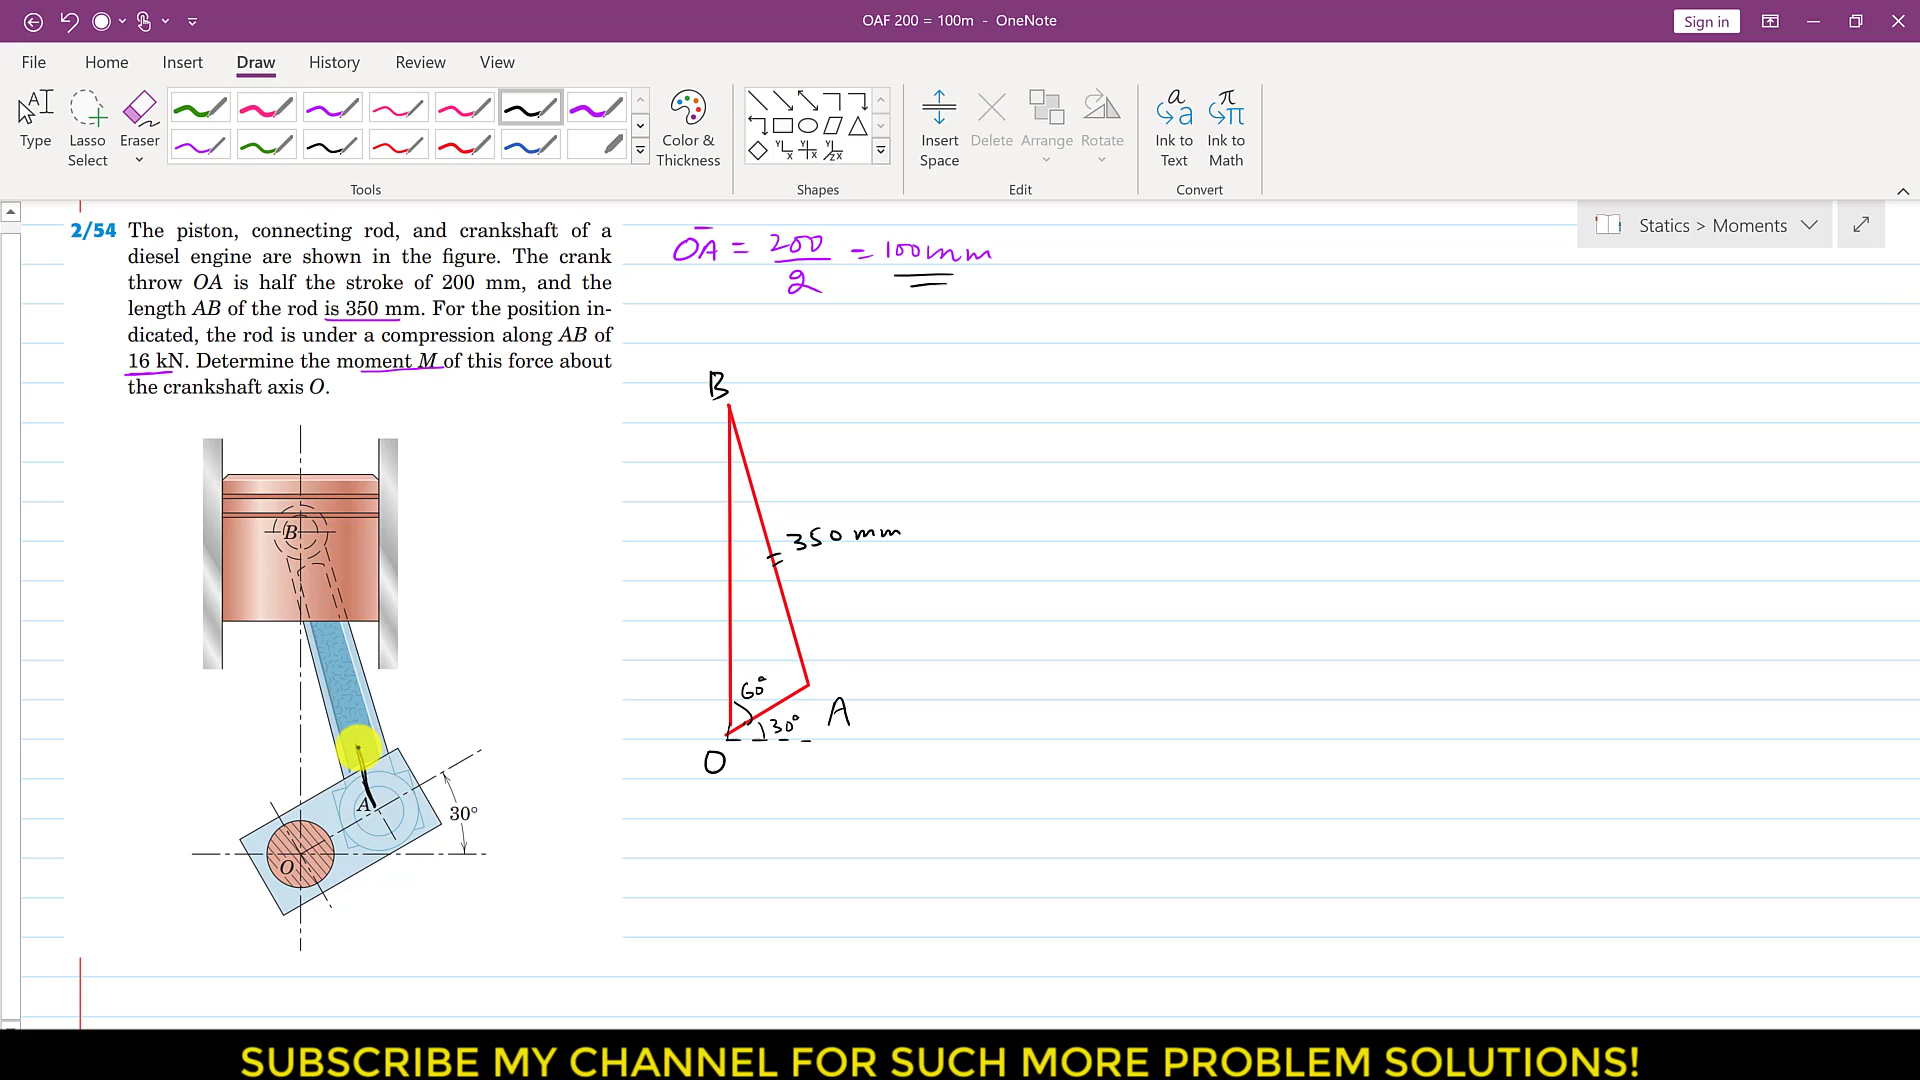 OAF 200 = 100m - OneNote
Sign in
File Home Insert Draw History Review View
Type
Lasso Select
Eraser
Color & Thickness
Insert Space
Delete
Arrange
Rotate
Ink to Text
Ink to Math
Tools
Shapes
Edit
Convert
Statics > Moments
2/54 The piston, connecting rod, and crankshaft of a
diesel engine are shown in the figure. The crank
throw OA is half the stroke of 200 mm, and the
length AB of the rod is 350 mm. For the position in-
dicated, the rod is under a compression along AB of
16 kN. Determine the moment M of this force about
the crankshaft axis O.
OA = 200/2 = 100mm
B
= 350 mm
60°
30°
A
O
B
A
30°
O
SUBSCRIBE MY CHANNEL FOR SUCH MORE PROBLEM SOLUTIONS!